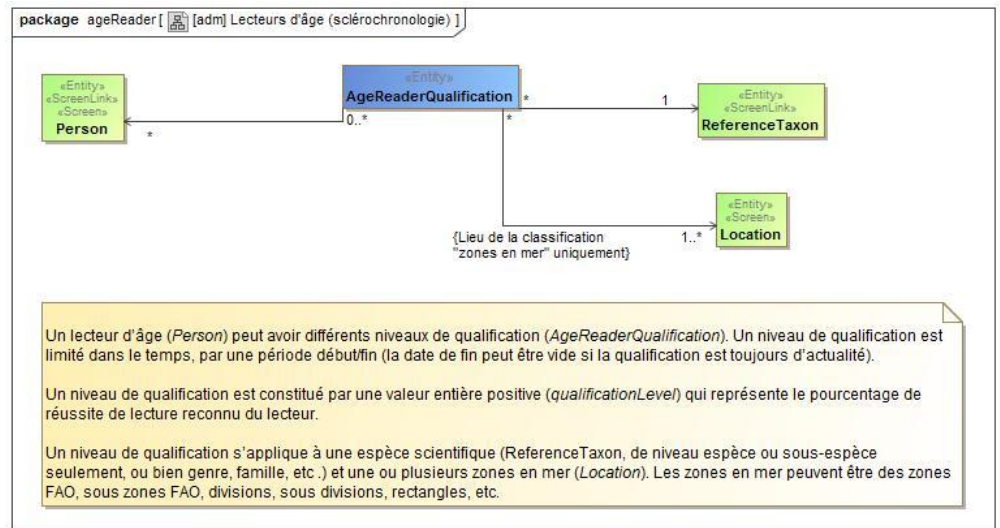 package ageReader [ [adm] Lecteurs d'âge (sclérochronologie) ]
«Entity»
«ScreenLink»
«Screen»
Person
*
«Entity»
AgeReaderQualification
0..*
*
*
1
«Entity»
«ScreenLink»
ReferenceTaxon
{Lieu de la classification
"zones en mer" uniquement}
1..*
«Entity»
«Screen»
Location
Un lecteur d'âge (Person) peut avoir différents niveaux de qualification (AgeReaderQualification). Un niveau de qualification est
limité dans le temps, par une période début/fin (la date de fin peut être vide si la qualification est toujours d'actualité).
Un niveau de qualification est constitué par une valeur entière positive (qualificationLevel) qui représente le pourcentage de
réussite de lecture reconnu du lecteur.
Un niveau de qualification s'applique à une espèce scientifique (ReferenceTaxon, de niveau espèce ou sous-espèce
seulement, ou bien genre, famille, etc.) et une ou plusieurs zones en mer (Location). Les zones en mer peuvent être des zones
FAO, sous zones FAO, divisions, sous divisions, rectangles, etc.